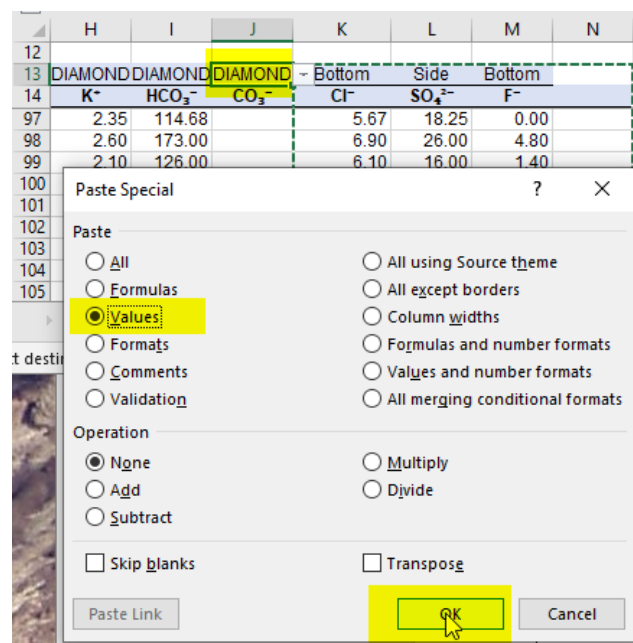 H I J K L M N
12
13 DIAMOND DIAMOND DIAMOND Bottom Side Bottom
14 K⁺ HCO₃⁻ CO₃⁻ Cl⁻ SO₄²⁻ F⁻
97 2.35 114.68 5.67 18.25 0.00
98 2.60 173.00 6.90 26.00 4.80
99 2.10 126.00 6.10 16.00 1.40
100
101
102
103
104
105
Paste Special ? X
Paste
All
All using Source theme
Formulas
All except borders
Values
Column widths
Formats
Formulas and number formats
Comments
Values and number formats
Validation
All merging conditional formats
Operation
None
Multiply
Add
Divide
Subtract
Skip blanks
Transpose
Paste Link
OK
Cancel